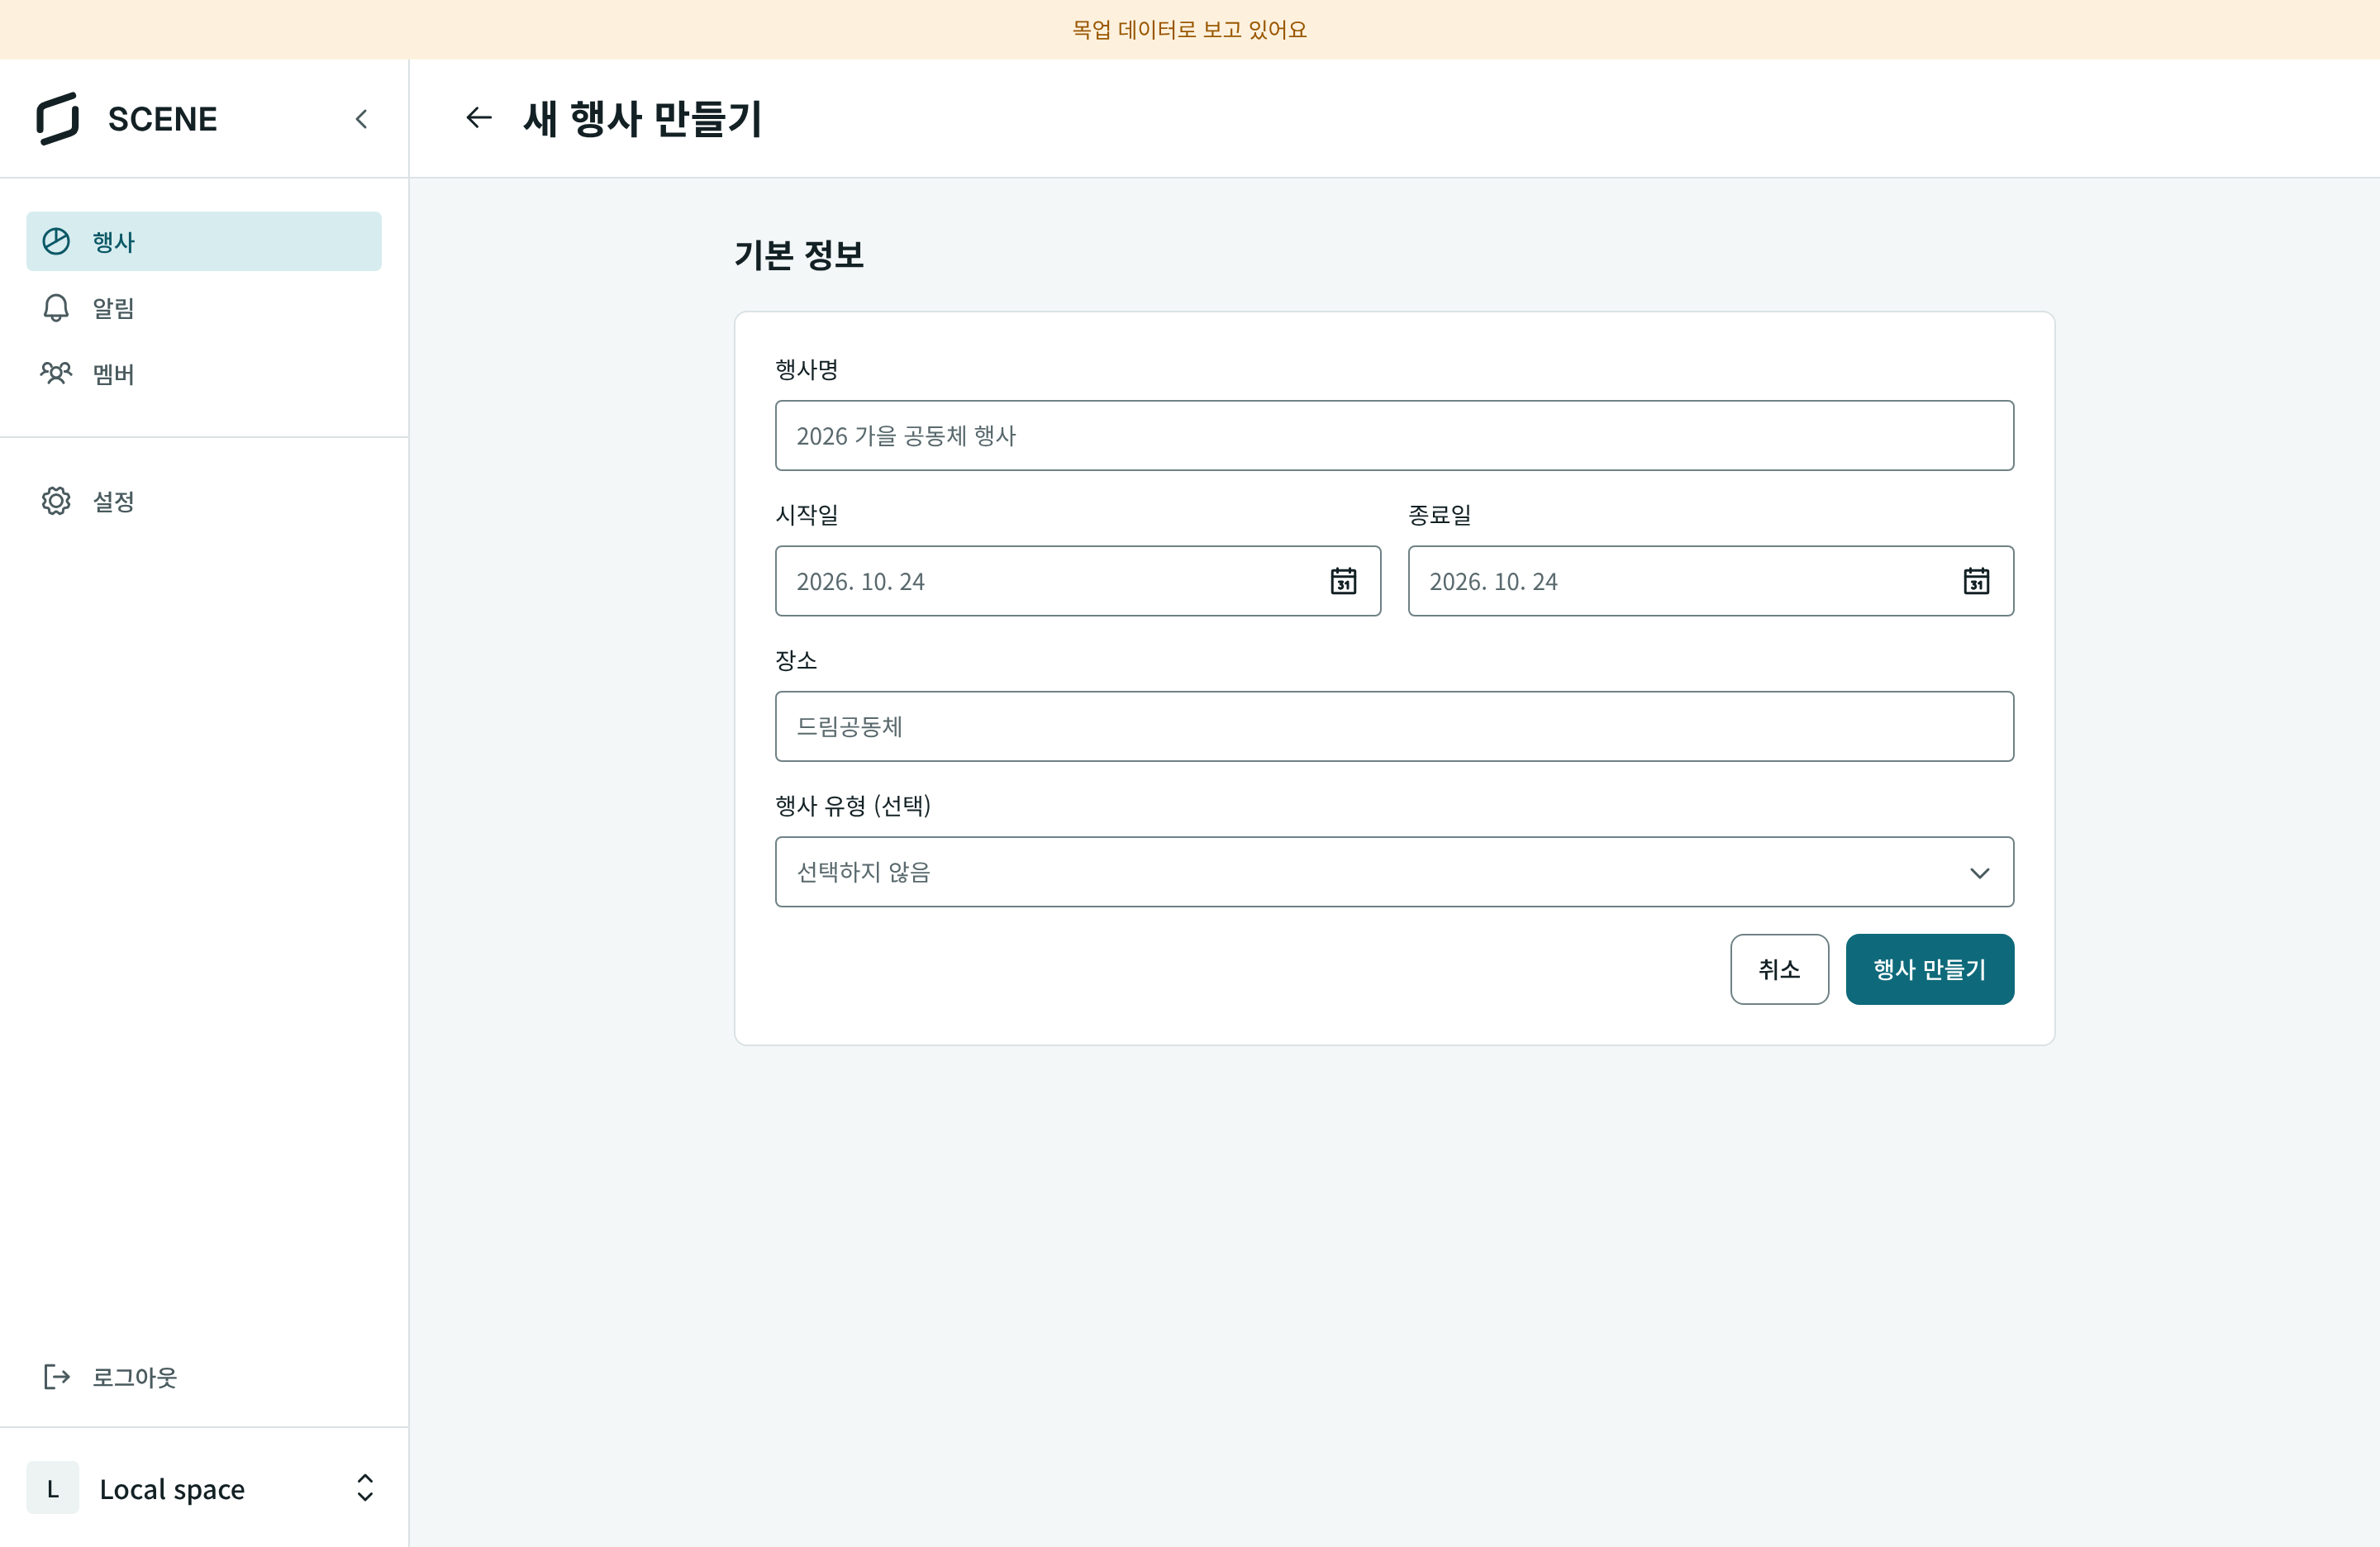 목업 데이터로 보고 있어요
SCENE
새 행사 만들기
행사
알림
멤버
설정
기본 정보
행사명
2026 가을 공동체 행사
시작일
종료일
2026. 10. 24
31
2026. 10. 24
31
장소
드림공동체
행사 유형 (선택)
선택하지 않음
취소
행사 만들기
로그아웃
L
Local space